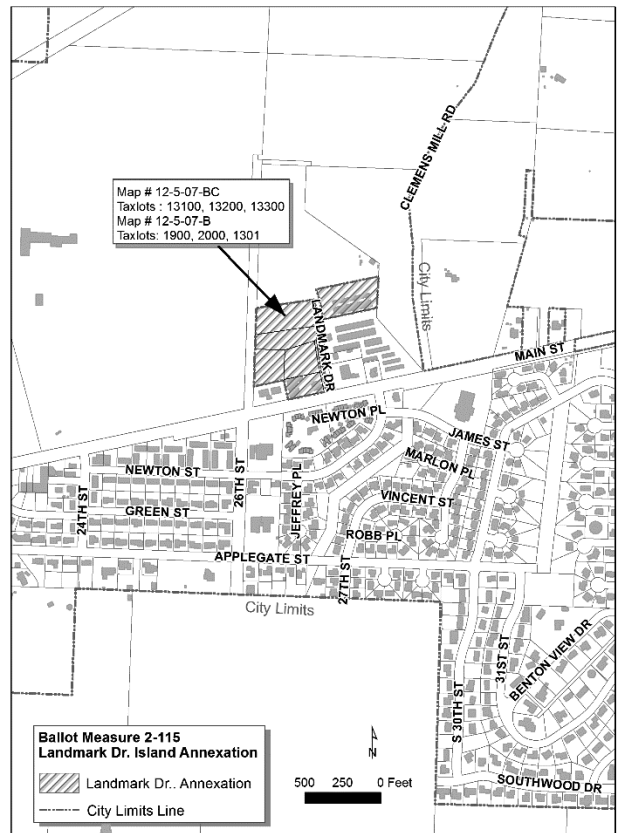 CLEMENS MILL RD
Map # 12-5-07-BC
Taxlots : 13100, 13200, 13300
Map # 12-5-07-B
Taxlots: 1900, 2000, 1301
City Limits
LANDMARK DR
MAIN ST
NEWTON PL
JAMES ST
MARLON PL
NEWTON ST
26TH ST
JEFFREY PL
24TH ST
VINCENT ST
GREEN ST
ROBB PL
APPLEGATE ST
27TH ST
City Limits
S 30TH ST
31ST ST
BENTON VIEW DR
SOUTHWOOD DR
Ballot Measure 2-115
Landmark Dr. Island Annexation
Landmark Dr.. Annexation
City Limits Line
N
500 250 0 Feet